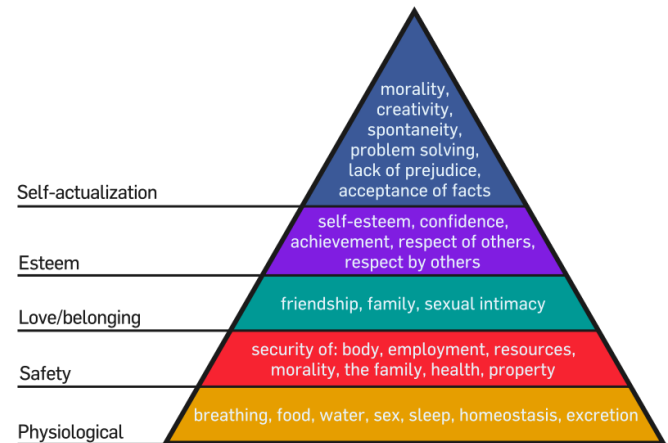 morality,
creativity,
spontaneity,
problem solving,
lack of prejudice,
acceptance of facts
Self-actualization
self-esteem, confidence,
achievement, respect of others,
respect by others
Esteem
friendship, family, sexual intimacy
Love/belonging
security of: body, employment, resources,
morality, the family, health, property
Safety
breathing, food, water, sex, sleep, homeostasis, excretion
Physiological